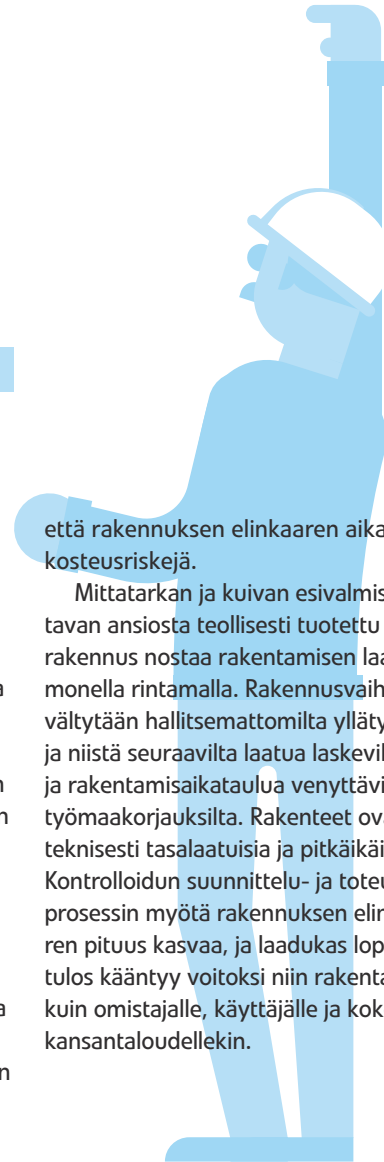 että rakennuksen elinkaaren aika
kosteusriskejä.
Mittatarkan ja kuivan esivalmis
tavan ansiosta teollisesti tuotettu
rakennus nostaa rakentamisen laa
monella rintamalla. Rakennusvaih
vältytään hallitsemattomilta ylläty
ja niistä seuraavilta laatua laskevil
ja rakentamisaikataulua venyttävi
työmaakorjauksilta. Rakenteet ova
teknisesti tasalaatuisia ja pitkäikäi
Kontrolloidun suunnittelu- ja toteu
prosessin myötä rakennuksen elin
ren pituus kasvaa, ja laadukas lop
tulos kääntyy voitoksi niin rakenta
kuin omistajalle, käyttäjälle ja kok
kansantaloudellekin.